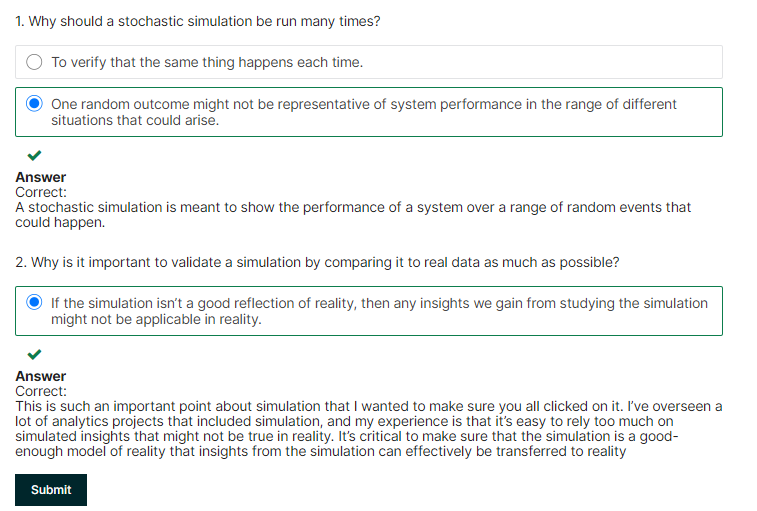 1. Why should a stochastic simulation be run many times?
To verify that the same thing happens each time.
One random outcome might not be representative of system performance in the range of different
situations that could arise.
Answer
Correct:
A stochastic simulation is meant to show the performance of a system over a range of random events that
could happen.
2. Why is it important to validate a simulation by comparing it to real data as much as possible?
If the simulation isn't a good reflection of reality, then any insights we gain from studying the simulation
might not be applicable in reality.
Answer
Correct:
This is such an important point about simulation that I wanted to make sure you all clicked on it. I've overseen a
lot of analytics projects that included simulation, and my experience is that it's easy to rely too much on
simulated insights that might not be true in reality. It's critical to make sure that the simulation is a good-
enough model of reality that insights from the simulation can effectively be transferred to reality
Submit